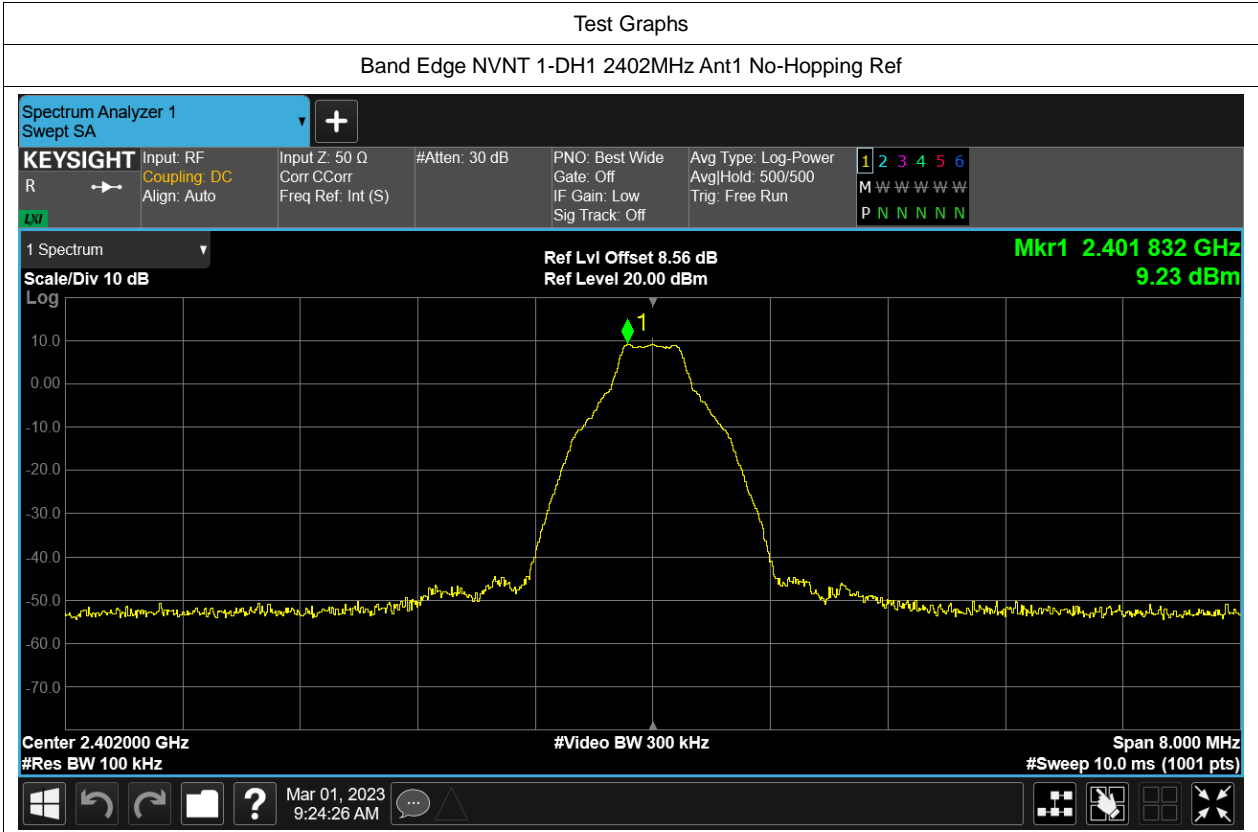 Test Graphs
Band Edge NVNT 1-DH1 2402MHz Ant1 No-Hopping Ref
Spectrum Analyzer 1
Swept SA
+
KEYSIGHT Input: RF Input Z: 50 Ω #Atten: 30 dB PNO: Best Wide Avg Type: Log-Power 1 2 3 4 5 6
R Coupling: DC Corr CCorr Gate: Off Avg|Hold: 500/500 M W W W W W
Align: Auto Freq Ref: Int (S) IF Gain: Low Trig: Free Run
LXI Sig Track: Off P N N N N N
1 Spectrum
Ref Lvl Offset 8.56 dB Mkr1 2.401 832 GHz
Scale/Div 10 dB Ref Level 20.00 dBm 9.23 dBm
Log
1
10.0
0.00
-10.0
-20.0
-30.0
-40.0
-50.0
-60.0
-70.0
Center 2.402000 GHz #Video BW 300 kHz Span 8.000 MHz
#Res BW 100 kHz #Sweep 10.0 ms (1001 pts)
? Mar 01, 2023
9:24:26 AM